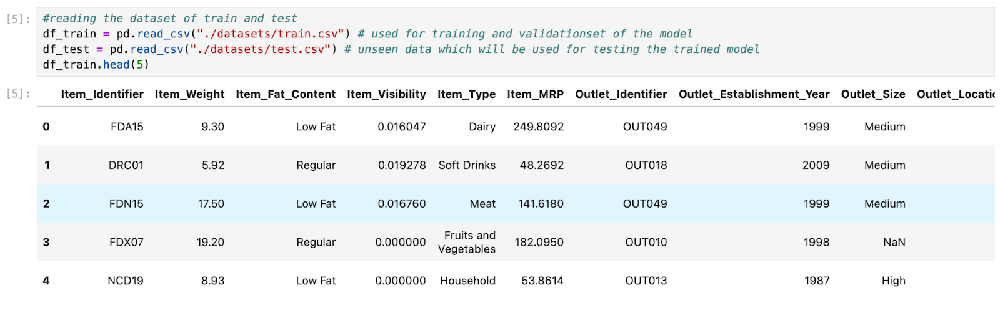 [5]: #reading the dataset of train and test
df_train = pd.read_csv("./datasets/train.csv") # used for training and validationset of the model
df_test = pd.read_csv("./datasets/test.csv") # unseen data which will be used for testing the trained model
df_train.head(5)
[5]: Item_Identifier Item_Weight Item_Fat_Content Item_Visibility Item_Type Item_MRP Outlet_Identifier Outlet_Establishment_Year Outlet_Size
0 FDA15 9.30 Low Fat 0.016047 Dairy 249.8092 OUT049 1999 Medium
1 DRC01 5.92 Regular 0.019278 Soft Drinks 48.2692 OUT018 2009 Medium
2 FDN15 17.50 Low Fat 0.016760 Meat 141.6180 OUT049 1999 Medium
3 FDX07 19.20 Regular 0.000000 Fruits and Vegetables 182.0950 OUT010 1998 NaN
4 NCD19 8.93 Low Fat 0.000000 Household 53.8614 OUT013 1987 High